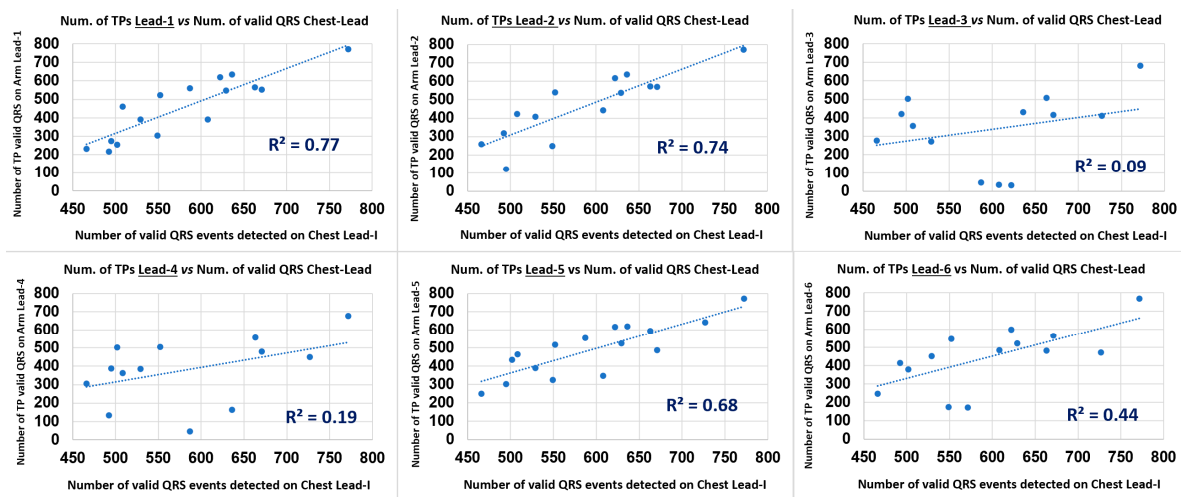 Num. of TPs Lead-1 vs Num. of valid QRS Chest-Lead
Number of TP valid QRS on Arm Lead-1
800
700
600
500
400
300
200
100
0
R² = 0.77
450 500 550 600 650 700 750 800
Number of valid QRS events detected on Chest Lead-I
Num. of TPs Lead-2 vs Num. of valid QRS Chest-Lead
Number of TP valid QRS on Arm Lead-2
800
700
600
500
400
300
200
100
0
R² = 0.74
450 500 550 600 650 700 750 800
Number of valid QRS events detected on Chest Lead-I
Num. of TPs Lead-3 vs Num. of valid QRS Chest-Lead
Number of TP valid QRS on Arm Lead-3
800
700
600
500
400
300
200
100
0
R² = 0.09
450 500 550 600 650 700 750 800
Number of valid QRS events detected on Chest Lead-I
Num. of TPs Lead-4 vs Num. of valid QRS Chest-Lead
Number of TP valid QRS on Arm Lead-4
800
700
600
500
400
300
200
100
0
R² = 0.19
450 500 550 600 650 700 750 800
Number of valid QRS events detected on Chest Lead-I
Num. of TPs Lead-5 vs Num. of valid QRS Chest-Lead
Number of TP valid QRS on Arm Lead-5
800
700
600
500
400
300
200
100
0
R² = 0.68
450 500 550 600 650 700 750 800
Number of valid QRS events detected on Chest Lead-I
Num. of TPs Lead-6 vs Num. of valid QRS Chest-Lead
Number of TP valid QRS on Arm Lead-6
800
700
600
500
400
300
200
100
0
R² = 0.44
450 500 550 600 650 700 750 800
Number of valid QRS events detected on Chest Lead-I